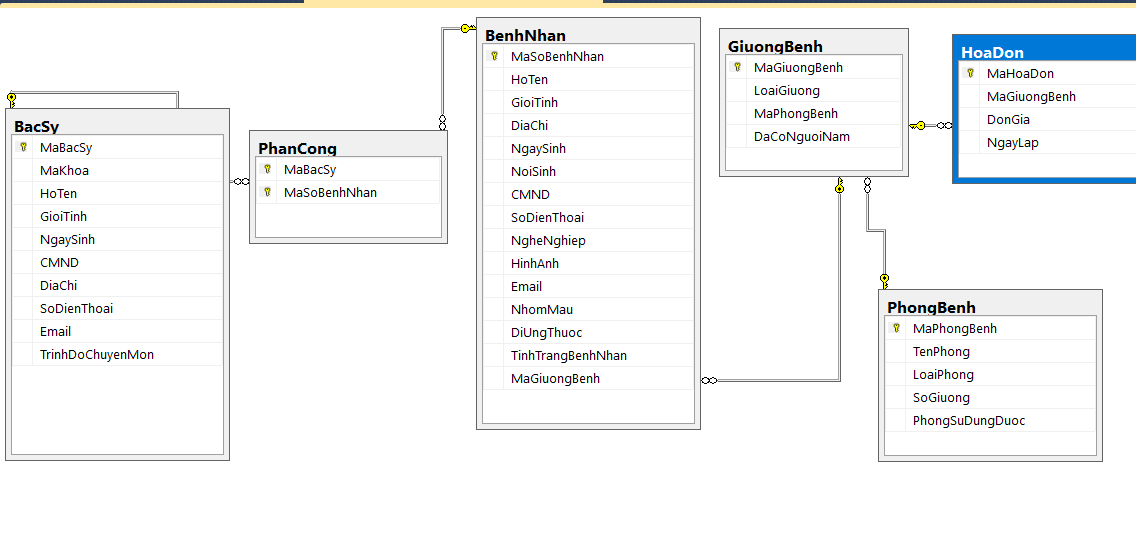 BacSy
MaBacSy
MaKhoa
HoTen
GioiTinh
NgaySinh
CMND
DiaChi
SoDienThoai
Email
TrinhDoChuyenMon
PhanCong
MaBacSy
MaSoBenhNhan
BenhNhan
MaSoBenhNhan
HoTen
GioiTinh
DiaChi
NgaySinh
NoiSinh
CMND
SoDienThoai
NgheNghiep
HinhAnh
Email
NhomMau
DiUngThuoc
TinhTrangBenhNhan
MaGiuongBenh
GiuongBenh
MaGiuongBenh
LoaiGiuong
MaPhongBenh
DaCoNguoiNam
HoaDon
MaHoaDon
MaGiuongBenh
DonGia
NgayLap
PhongBenh
MaPhongBenh
TenPhong
LoaiPhong
SoGiuong
PhongSuDungDuoc